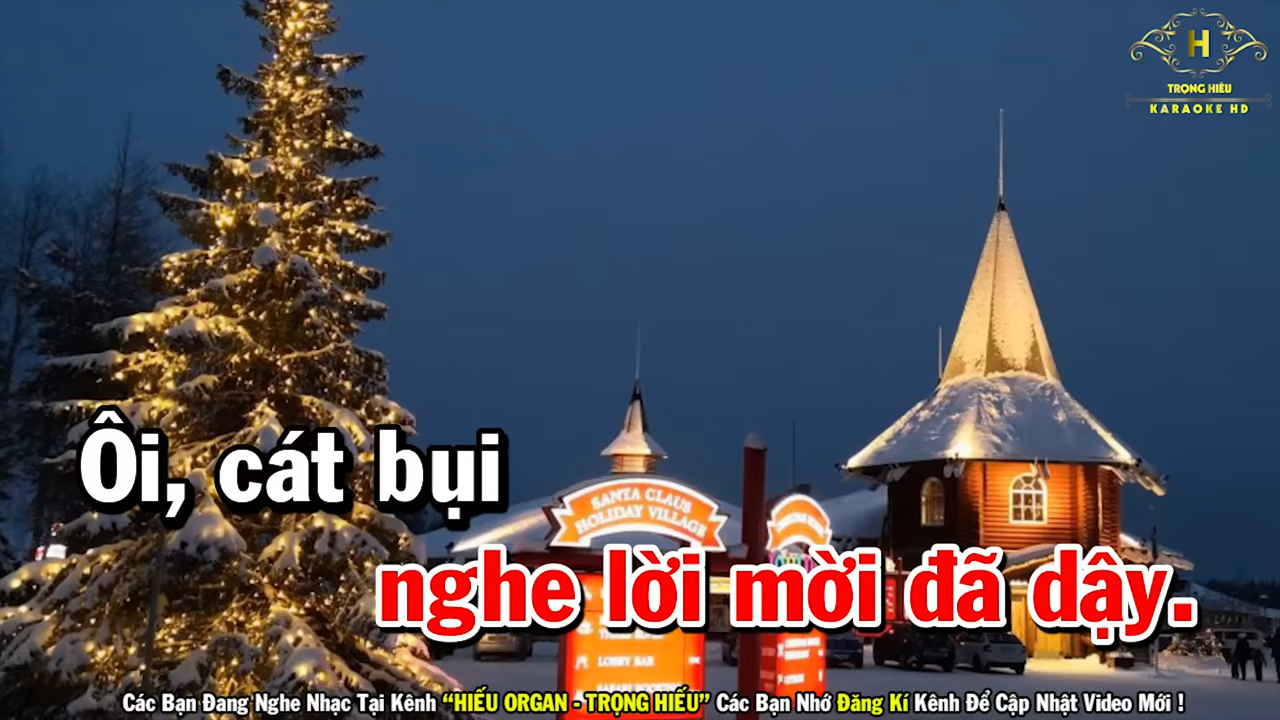 H
TRỌNG HIẾU
KARAOKE HD
Ôi, cát bụi
SANTA CLAUS
HOLIDAY VILLAGE
nghe lời mời đã dậy.
LOBBY BAR
Các Bạn Đang Nghe Nhạc Tại Kênh “HIẾU ORGAN - TRỌNG HIẾU” Các Bạn Nhớ Đăng Kí Kênh Để Cập Nhật Video Mới !